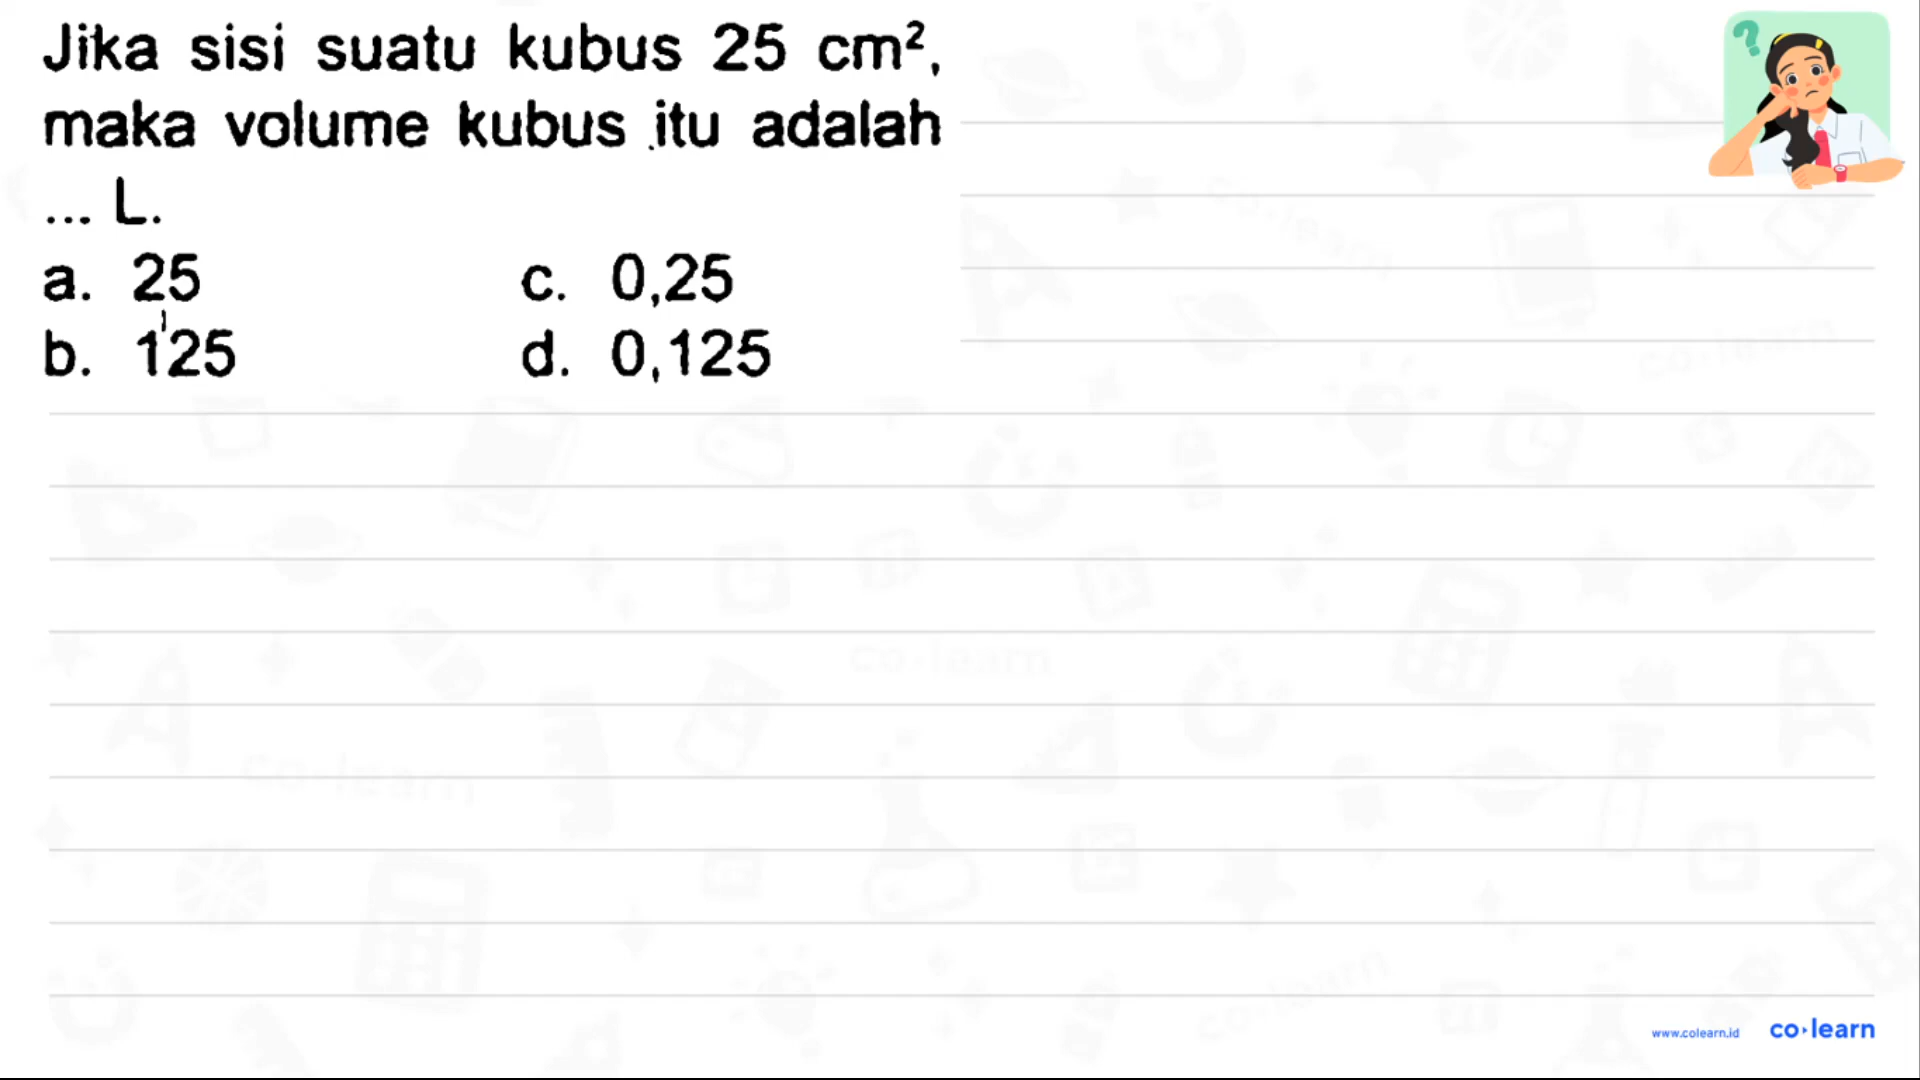 Jika sisi suatu kubus 25 cm²,
maka volume kubus itu adalah
... L.
a. 25 c. 0,25
b. 125 d. 0,125
www.colearn.id co·learn